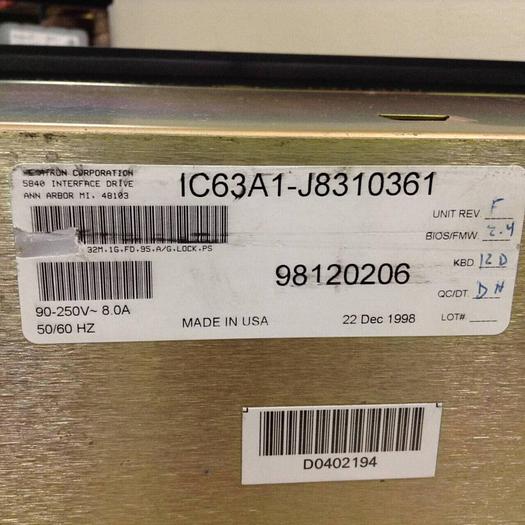 CORPORATION
5840 INTERFACE DRIVE
ANN ARBOR MI. 48103
IC63A1-J8310361
UNIT REV F
BIOS/FMW. 2.4
32M.1G.FD.95.A/G.LOCK.PS
KBD 12D
98120206
QC/DT. DH
90-250V~ 8.0A
50/60 HZ
MADE IN USA
22 Dec 1998
LOT#
D0402194